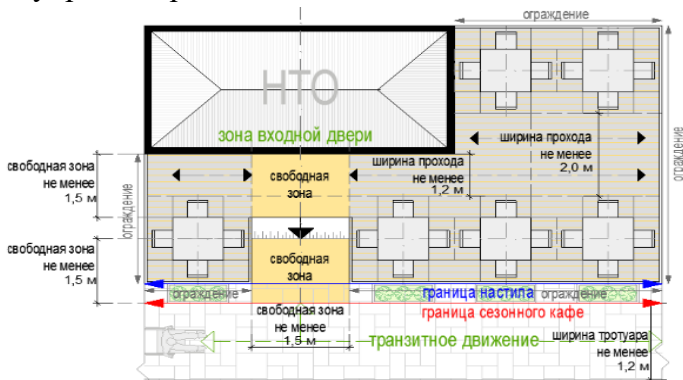 ограждение
НТО
зона входной двери
ширина прохода
не менее
2,0 м
ограждение
свободная зона
не менее
1,5 м
ограждение
свободная
зона
ширина прохода
не менее
1,2 м
свободная зона
не менее
1,5 м
свободная
зона
ограждение
граница настила
ограждение
граница сезонного кафе
свободная зона
не менее
1,5 м
транзитное движение
ширина тротуара
не менее
1,2 м